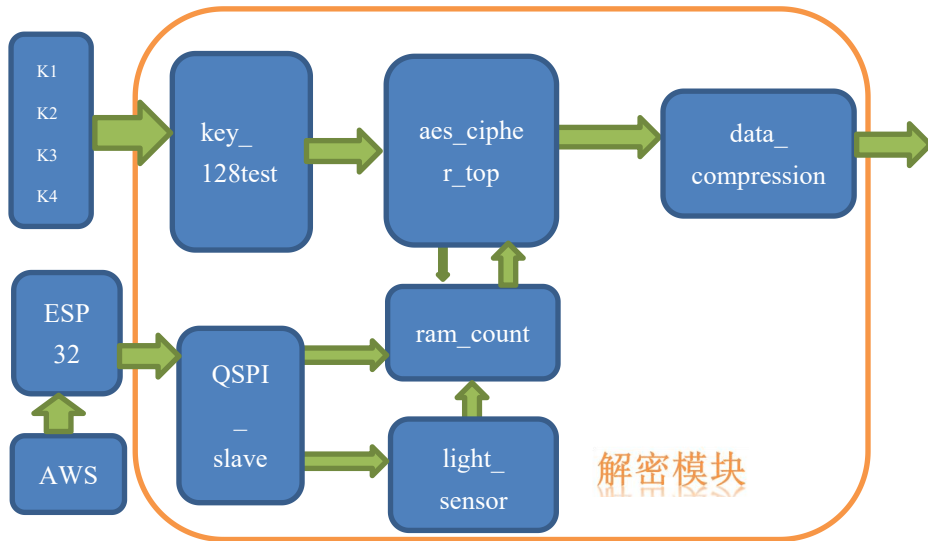 K1
K2
K3
K4
key_
128test
aes_ciphe
r_top
data_
compression
ESP
32
QSPI
_
slave
ram_count
AWS
light_
sensor
解密模块